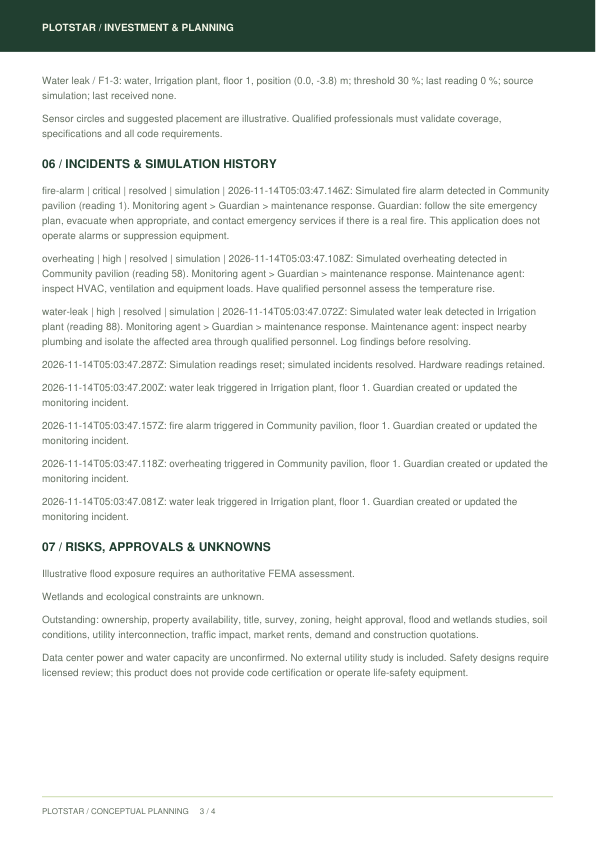 PLOTSTAR / INVESTMENT & PLANNING
Water leak / F1-3: water, Irrigation plant, floor 1, position (0.0, -3.8) m; threshold 30 %; last reading 0 %; source
simulation; last received none.
Sensor circles and suggested placement are illustrative. Qualified professionals must validate coverage,
specifications and all code requirements.
06 / INCIDENTS & SIMULATION HISTORY
fire-alarm | critical | resolved | simulation | 2026-11-14T05:03:47.146Z: Simulated fire alarm detected in Community
pavilion (reading 1). Monitoring agent > Guardian > maintenance response. Guardian: follow the site emergency
plan, evacuate when appropriate, and contact emergency services if there is a real fire. This application does not
operate alarms or suppression equipment.
overheating | high | resolved | simulation | 2026-11-14T05:03:47.108Z: Simulated overheating detected in
Community pavilion (reading 58). Monitoring agent > Guardian > maintenance response. Maintenance agent:
inspect HVAC, ventilation and equipment loads. Have qualified personnel assess the temperature rise.
water-leak | high | resolved | simulation | 2026-11-14T05:03:47.072Z: Simulated water leak detected in Irrigation
plant (reading 88). Monitoring agent > Guardian > maintenance response. Maintenance agent: inspect nearby
plumbing and isolate the affected area through qualified personnel. Log findings before resolving.
2026-11-14T05:03:47.287Z: Simulation readings reset; simulated incidents resolved. Hardware readings retained.
2026-11-14T05:03:47.200Z: water leak triggered in Irrigation plant, floor 1. Guardian created or updated the
monitoring incident.
2026-11-14T05:03:47.157Z: fire alarm triggered in Community pavilion, floor 1. Guardian created or updated the
monitoring incident.
2026-11-14T05:03:47.118Z: overheating triggered in Community pavilion, floor 1. Guardian created or updated the
monitoring incident.
2026-11-14T05:03:47.081Z: water leak triggered in Irrigation plant, floor 1. Guardian created or updated the
monitoring incident.
07 / RISKS, APPROVALS & UNKNOWNS
Illustrative flood exposure requires an authoritative FEMA assessment.
Wetlands and ecological constraints are unknown.
Outstanding: ownership, property availability, title, survey, zoning, height approval, flood and wetlands studies, soil
conditions, utility interconnection, traffic impact, market rents, demand and construction quotations.
Data center power and water capacity are unconfirmed. No external utility study is included. Safety designs require
licensed review; this product does not provide code certification or operate life-safety equipment.
PLOTSTAR / CONCEPTUAL PLANNING 3 / 4